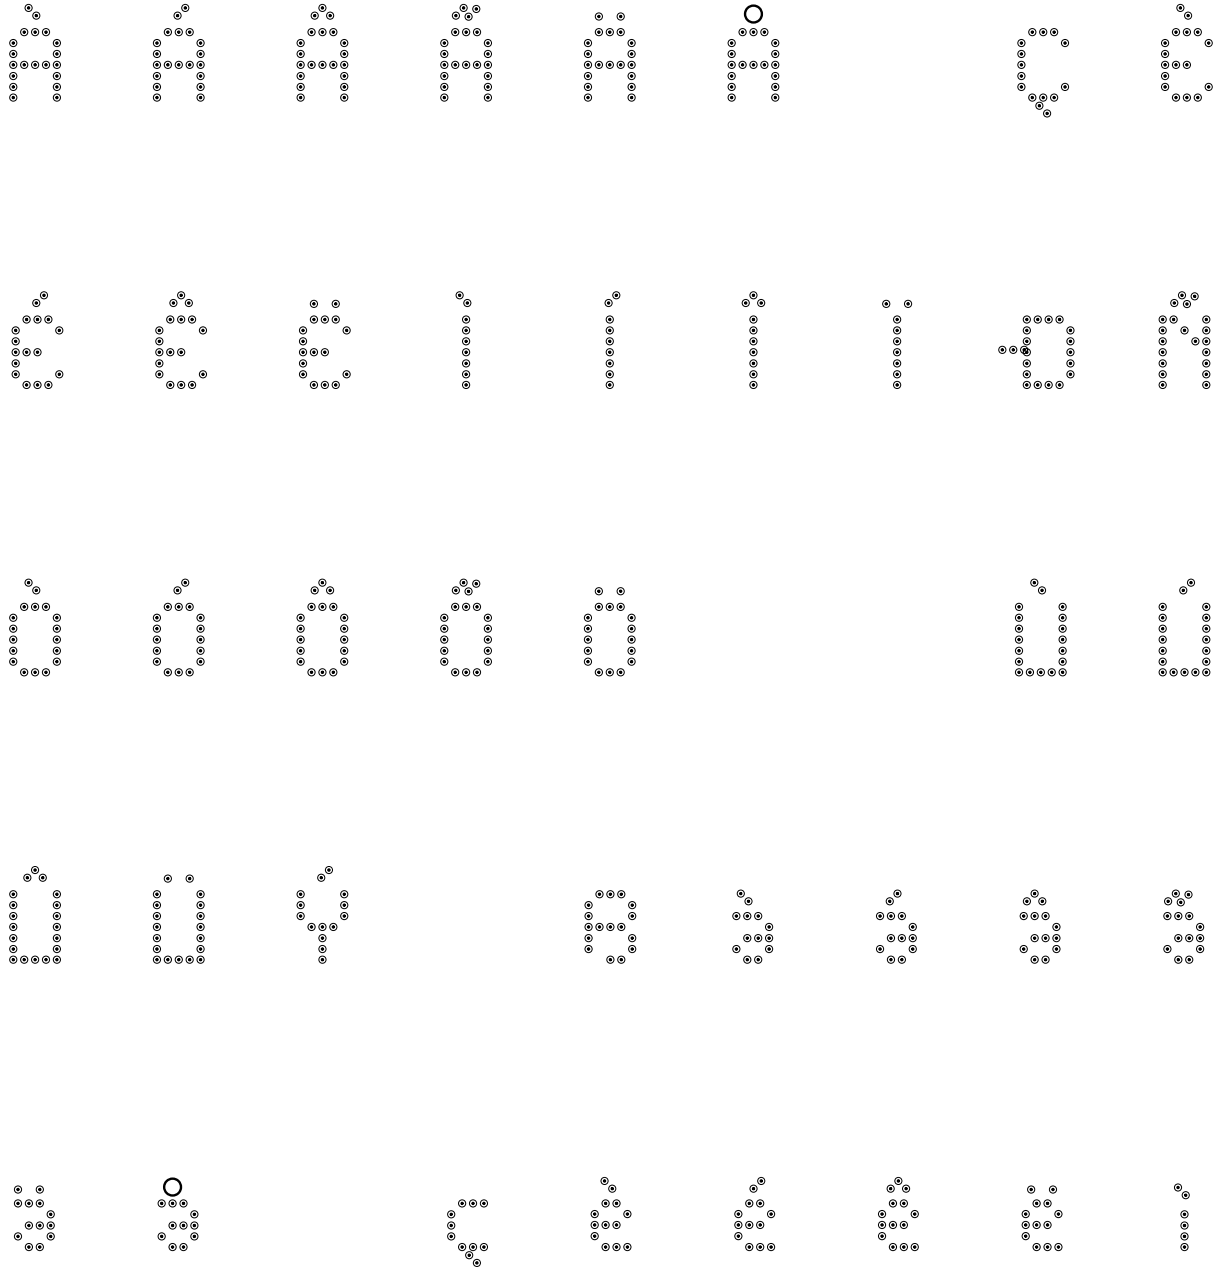 À Á Â Ã Ä Å Ç È
É Ê Ë Ì Í Î Ï Ð Ñ
Ò Ó Ô Õ Ö Ù Ú
Û Ü Ý ß à á â ã
ä å ç è é ê ë ì